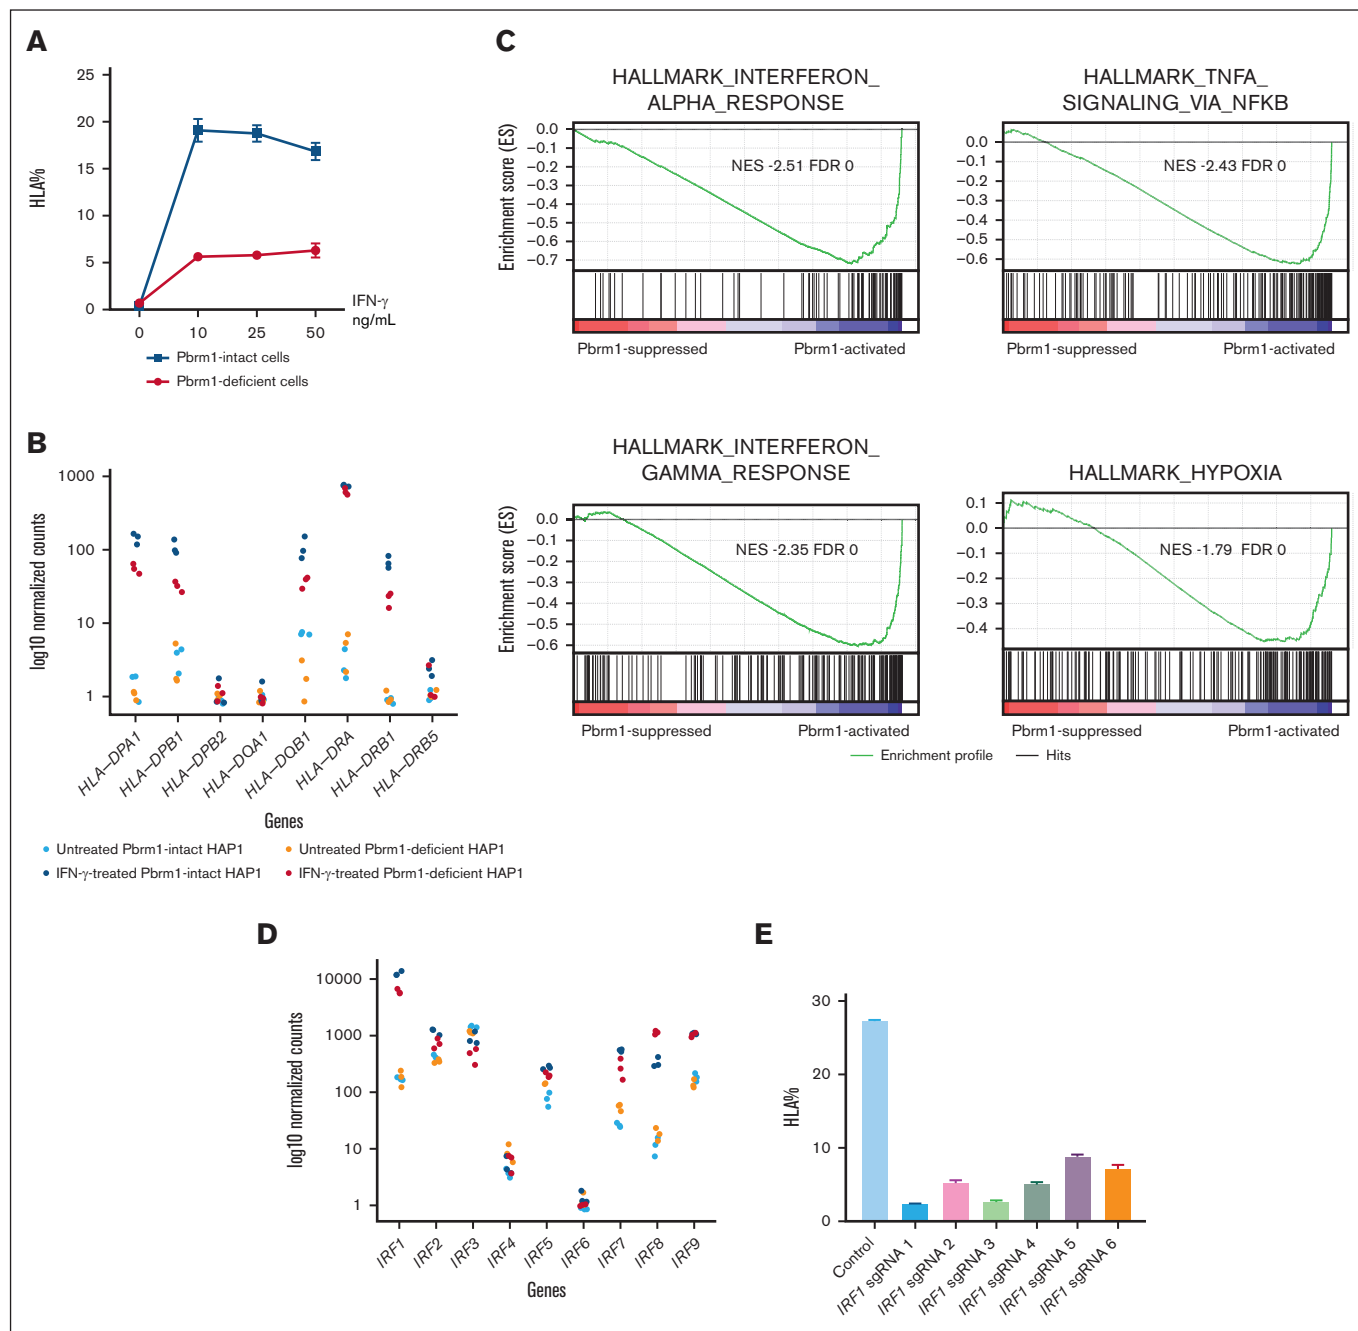 A
25
20
15
10
5
0
HLA%
0
10
25
50
IFN-γ
ng/mL
Pbrm1-intact cells
Pbrm1-deficient cells
B
1000
100
10
1
log10 normalized counts
HLA–DPA1
HLA–DPB1
HLA–DPB2
HLA–DQA1
HLA–DQB1
HLA–DRA
HLA–DRB1
HLA–DRB5
Genes
Untreated Pbrm1-intact HAP1
Untreated Pbrm1-deficient HAP1
IFN-γ-treated Pbrm1-intact HAP1
IFN-γ-treated Pbrm1-deficient HAP1
C
HALLMARK_INTERFERON_
ALPHA_RESPONSE
Enrichment score (ES)
0.0
−0.1
−0.2
−0.3
−0.4
−0.5
−0.6
−0.7
NES -2.51 FDR 0
Pbrm1-suppressed
Pbrm1-activated
HALLMARK_TNFA_
SIGNALING_VIA_NFKB
0.0
−0.1
−0.2
−0.3
−0.4
−0.5
−0.6
NES -2.43 FDR 0
Pbrm1-suppressed
Pbrm1-activated
HALLMARK_INTERFERON_
GAMMA_RESPONSE
Enrichment score (ES)
0.0
−0.1
−0.2
−0.3
−0.4
−0.5
−0.6
NES -2.35 FDR 0
Pbrm1-suppressed
Pbrm1-activated
HALLMARK_HYPOXIA
0.1
0.0
−0.1
−0.2
−0.3
−0.4
NES -1.79 FDR 0
Pbrm1-suppressed
Pbrm1-activated
Enrichment profile
Hits
D
10000
1000
100
10
1
log10 normalized counts
IRF1
IRF2
IRF3
IRF4
IRF5
IRF6
IRF7
IRF8
IRF9
Genes
E
30
20
10
0
HLA%
Control
IRF1 sgRNA 1
IRF1 sgRNA 2
IRF1 sgRNA 3
IRF1 sgRNA 4
IRF1 sgRNA 5
IRF1 sgRNA 6